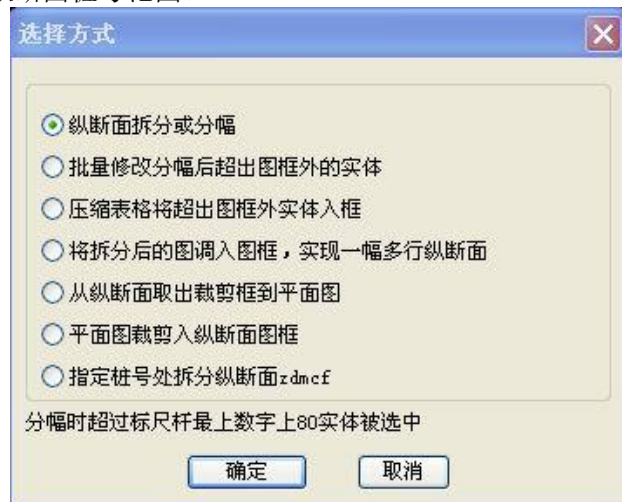 选择方式
纵断面拆分或分幅
批量修改分幅后超出图框外的实体
压缩表格将超出图框外实体入框
将拆分后的图调入图框，实现一幅多行纵断面
从纵断面取出裁剪框到平面图
平面图裁剪入纵断面图框
指定桩号处拆分纵断面zdmcf
分幅时超过标尺杆最上数字上80实体被选中
确定 取消